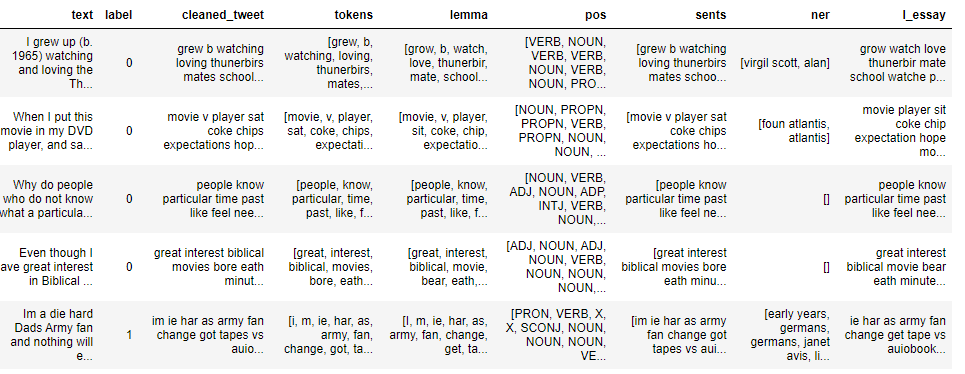 text label cleaned_tweet tokens lemma pos sents ner l_essay
I grew up (b. 1965) watching and loving the Th... 0 grew b watching loving thunerbirs mates school... [grew, b, watching, loving, thunerbirs, mates,... [grow, b, watch, love, thunerbir, mate, school... [VERB, NOUN, VERB, VERB, NOUN, VERB, NOUN, PRO... [grew b watching loving thunerbirs mates schoo... [virgil scott, alan] grow watch love thunerbir mate school watche p...
When I put this movie in my DVD player, and sa... 0 movie v player sat coke chips expectations hop... [movie, v, player, sat, coke, chips, expectati... [movie, v, player, sit, coke, chip, expectatio... [NOUN, PROPN, PROPN, VERB, PROPN, NOUN, NOUN, ... [movie v player sat coke chips expectations ho... [foun atlantis, atlantis] movie player sit coke chip expectation hope mo...
Why do people who do not know what a particula... 0 people know particular time past like feel nee... [people, know, particular, time, past, like, f... [people, know, particular, time, past, like, f... [NOUN, VERB, ADJ, NOUN, ADP, INTJ, VERB, NOUN,... [people know particular time past like feel nee... [] people know particular time past like feel nee...
Even though I ave great interest in Biblical ... 0 great interest biblical movies bore eath minut... [great, interest, biblical, movies, bore, eath,... [great, interest, biblical, movie, bear, eath,... [ADJ, NOUN, ADJ, NOUN, VERB, NOUN, NOUN, NOUN,... [great interest biblical movies bore eath minu... [] great interest biblical movie bear eath minute...
Im a die hard Dads Army fan and nothing will e... 1 im ie har as army fan change got tapes vs auio... [i, m, ie, har, as, army, fan, change, got, ta... [I, m, ie, har, as, army, fan, change, get, ta... [PRON, VERB, X, X, SCONJ, NOUN, NOUN, NOUN, VE... [im ie har as army fan change got tapes vs aui... [early years, germans, germans, janet avis, li... ie har as army fan change get tape vs auiobook...